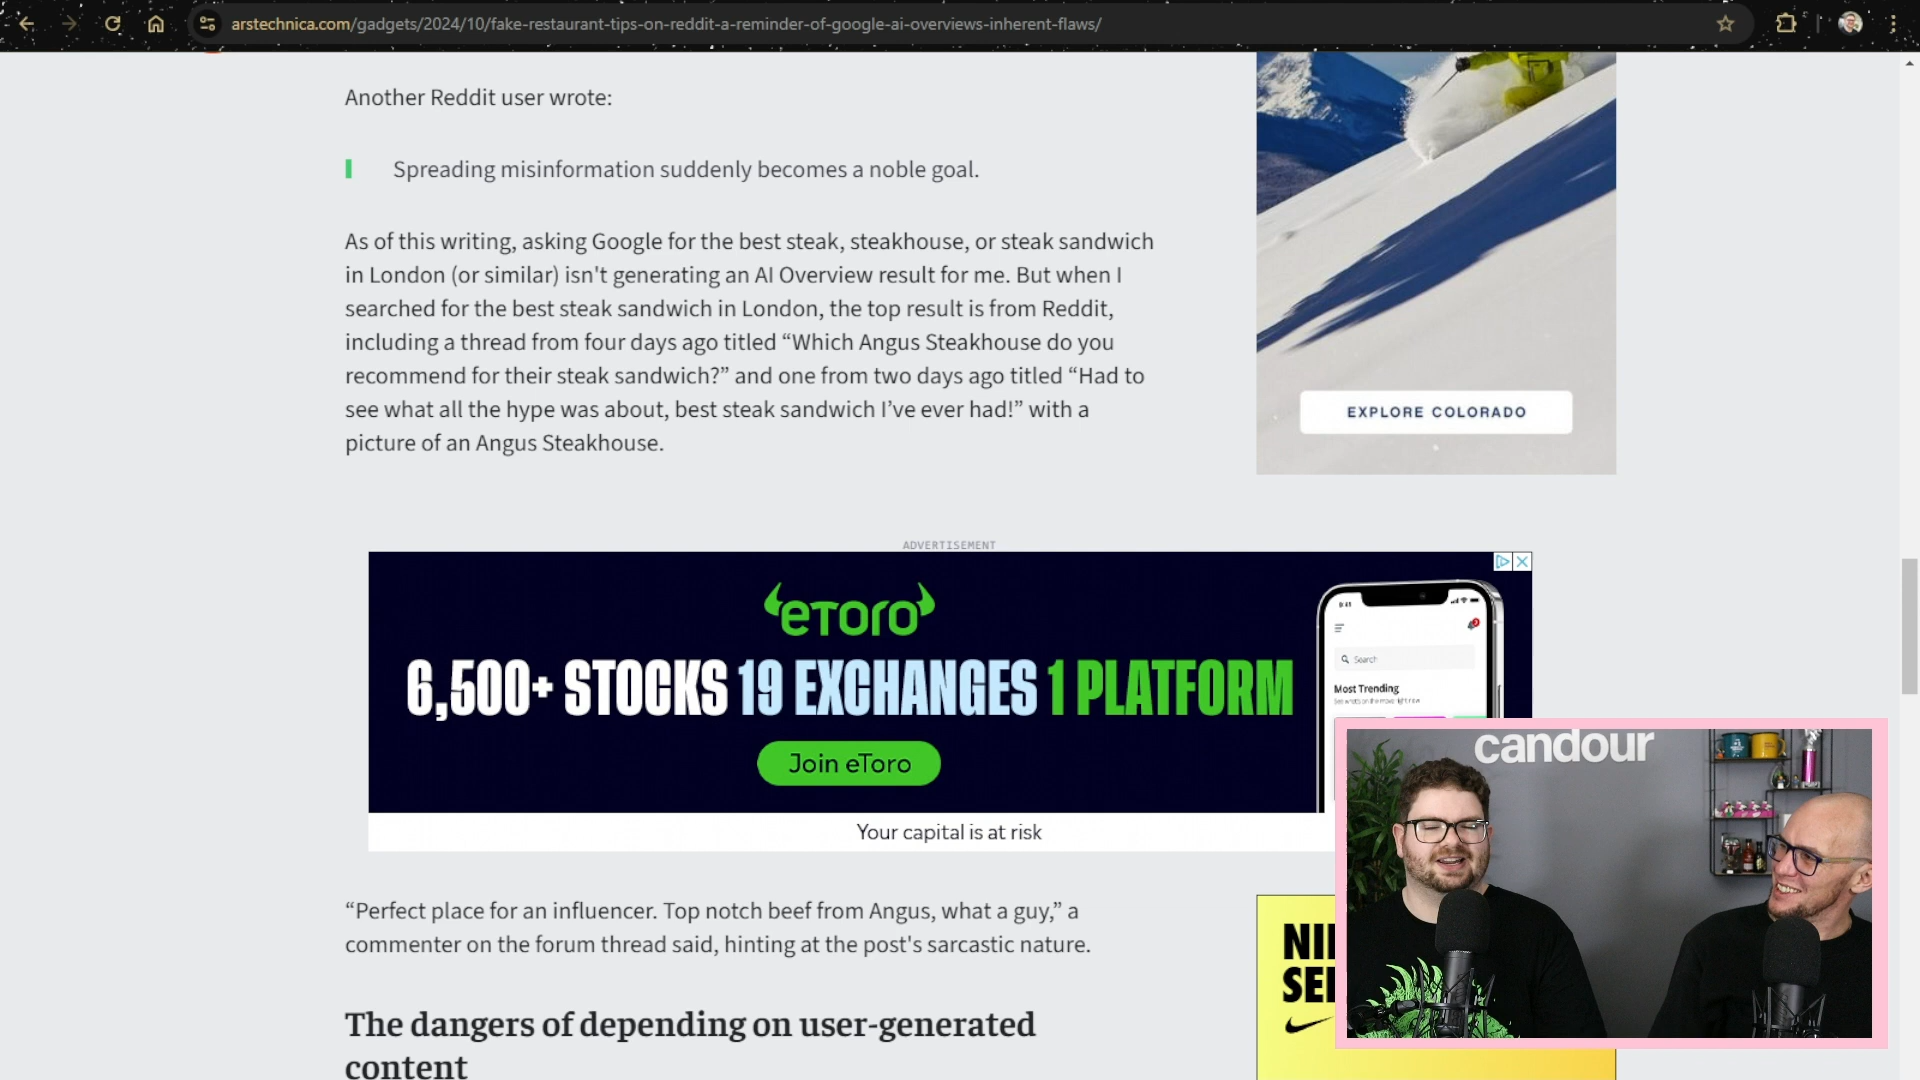 arstechnica.com/gadgets/2024/10/fake-restaurant-tips-on-reddit-a-reminder-of-google-ai-overviews-inherent-flaws/
Another Reddit user wrote:
Spreading misinformation suddenly becomes a noble goal.
As of this writing, asking Google for the best steak, steakhouse, or steak sandwich
in London (or similar) isn't generating an AI Overview result for me. But when I
searched for the best steak sandwich in London, the top result is from Reddit,
including a thread from four days ago titled “Which Angus Steakhouse do you
recommend for their steak sandwich?” and one from two days ago titled “Had to
see what all the hype was about, best steak sandwich I’ve ever had!” with a
picture of an Angus Steakhouse.
EXPLORE COLORADO
ADVERTISEMENT
eToro
6,500+ STOCKS 19 EXCHANGES 1 PLATFORM
Join eToro
9:41
Search
Most Trending
Your capital is at risk
candour
“Perfect place for an influencer. Top notch beef from Angus, what a guy,” a
commenter on the forum thread said, hinting at the post's sarcastic nature.
The dangers of depending on user-generated
content